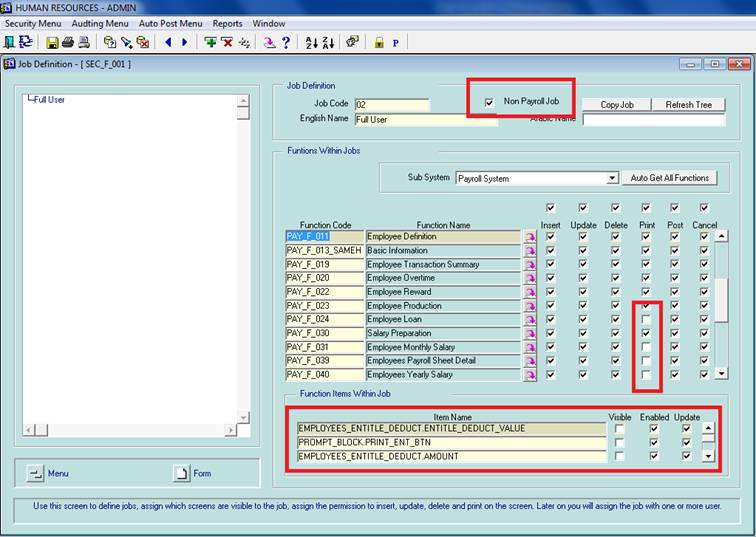 HUMAN RESOURCES - ADMIN
Security Menu Auditing Menu Auto Post Menu Reports Window
Job Definition - [ SEC_F_001 ]
Full User
Job Definition
Job Code 02 Non Payroll Job Copy Job Refresh Tree
English Name Full User Arabic Name
Funtions Within Jobs
Sub System Payroll System Auto Get All Functions
Function Code Function Name Insert Update Delete Print Post Cancel
PAY_F_011 Employee Definition
PAY_F_013_SAMEH Basic Information
PAY_F_019 Employee Transaction Summary
PAY_F_020 Employee Overtime
PAY_F_022 Employee Reward
PAY_F_023 Employee Production
PAY_F_024 Employee Loan
PAY_F_030 Salary Preparation
PAY_F_031 Employee Monthly Salary
PAY_F_039 Employees Payroll Sheet Detail
PAY_F_040 Employees Yearly Salary
Function Items Within Job
Item Name Visible Enabled Update
EMPLOYEES_ENTITLE_DEDUCT.ENTITLE_DEDUCT_VALUE
PROMPT_BLOCK.PRINT_ENT_BTN
EMPLOYEES_ENTITLE_DEDUCT.AMOUNT
Menu Form
Use this screen to define jobs, assign which screens are visible to the job, assign the permission to insert, update, delete and print on the screen. Later on you will assign the job with one or more user.